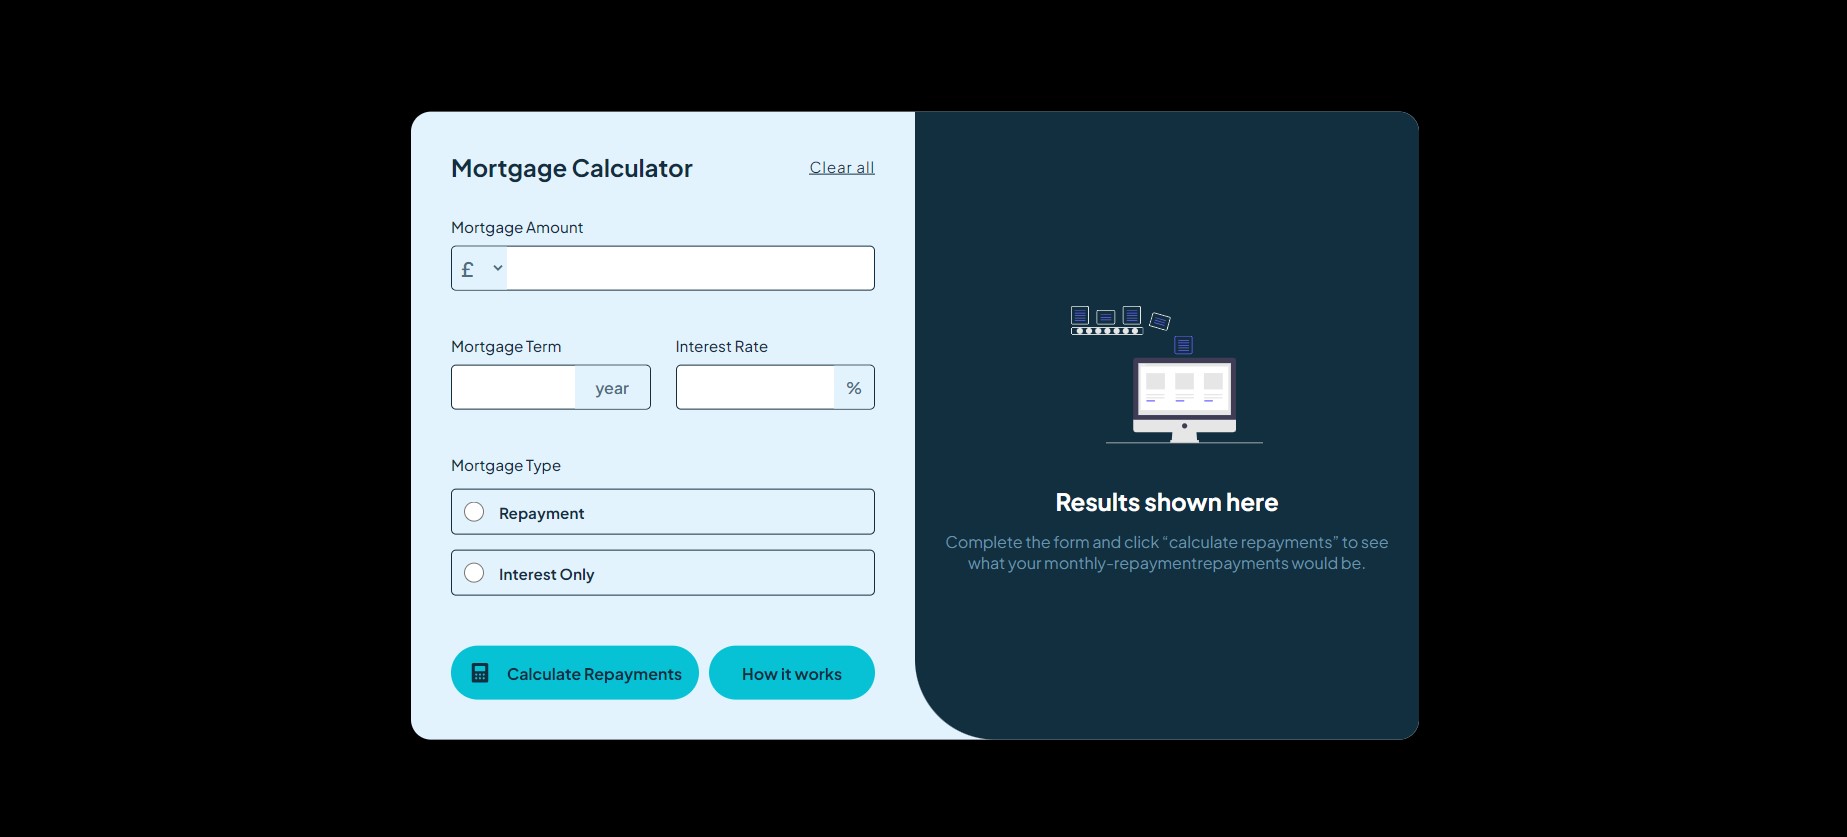 Mortgage Calculator
Clear all
Mortgage Amount
£
Mortgage Term
Interest Rate
year
%
Mortgage Type
Repayment
Interest Only
Calculate Repayments
How it works
Results shown here
Complete the form and click “calculate repayments” to see
what your monthly-repaymentrepayments would be.